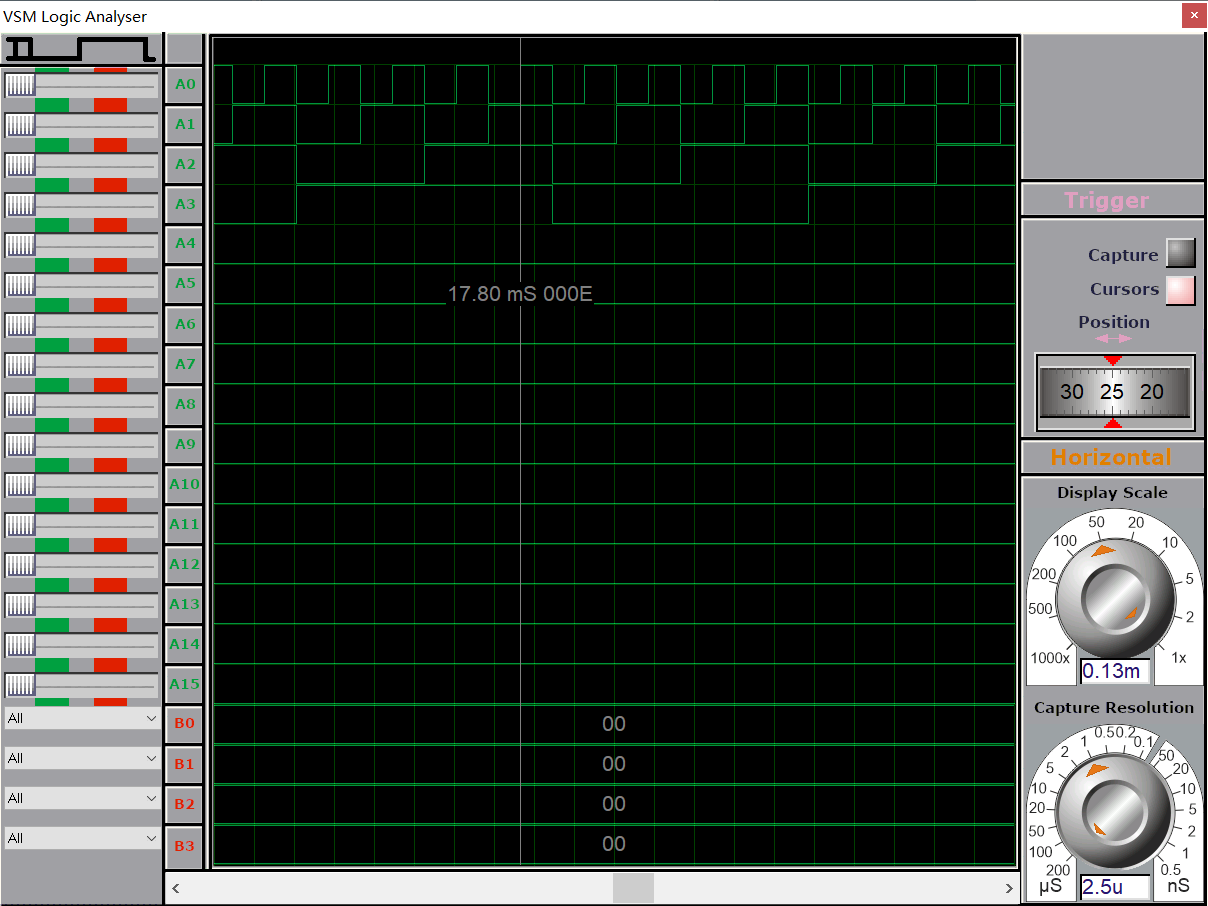 VSM Logic Analyser
A0
A1
A2
A3
A4
A5
A6
A7
A8
A9
A10
A11
A12
A13
A14
A15
B0
B1
B2
B3
All
All
All
All
17.80 mS 000E
00
00
00
00
Trigger
Capture
Cursors
Position
30 25 20
Horizontal
Display Scale
50 20
100 10
200 5
500 2
1000x 1x
0.13m
Capture Resolution
0.5 0.2
1 0.1
2 50
5 20
10 10
20 5
50 2
100 1
200 0.5
µS nS
2.5u